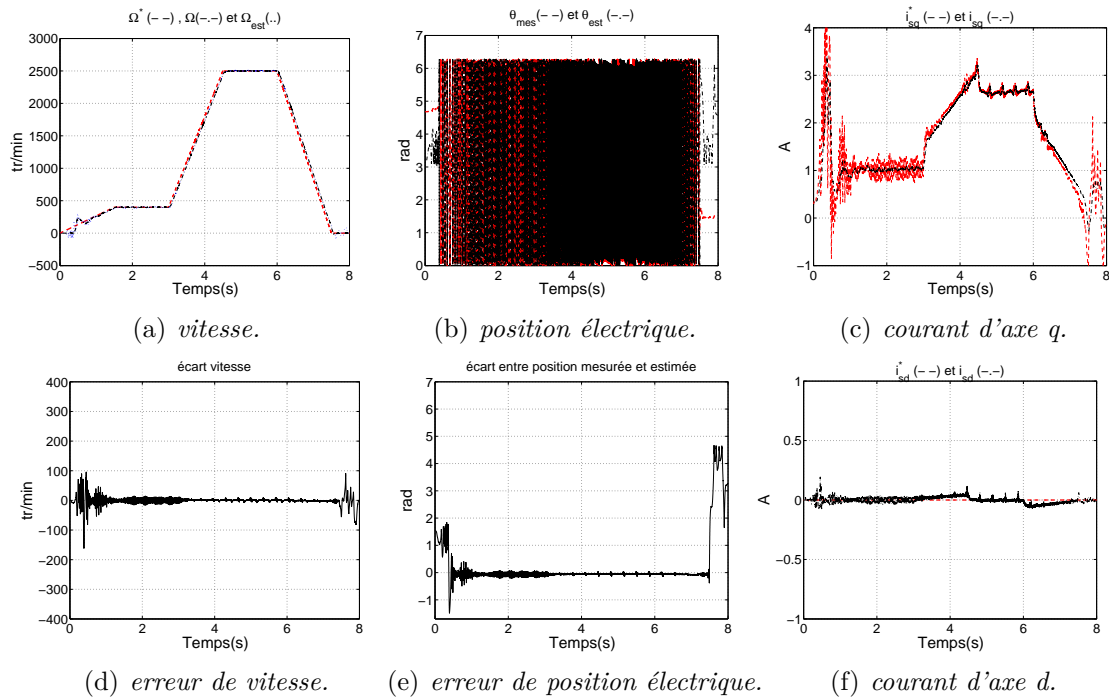 Ω* (– –) , Ω(–.–) et Ω_est(..)
3000
2500
2000
1500
1000
500
0
−500
tr/min
0 2 4 6 8
Temps(s)
(a) vitesse.
θ_mes(– –) et θ_est (–.–)
7
6
5
4
3
2
1
0
rad
0 2 4 6 8
Temps(s)
(b) position électrique.
i*_sq (– –) et i_sq (–.–)
4
3
2
1
0
−1
A
0 2 4 6 8
Temps(s)
(c) courant d'axe q.
écart vitesse
400
300
200
100
0
−100
−200
−300
−400
tr/min
0 2 4 6 8
Temps(s)
(d) erreur de vitesse.
écart entre position mesurée et estimée
7
6
5
4
3
2
1
0
−1
rad
0 2 4 6 8
Temps(s)
(e) erreur de position électrique.
i*_sd (– –) et i_sd (–.–)
1
0.5
0
−0.5
−1
A
0 2 4 6 8
Temps(s)
(f) courant d'axe d.